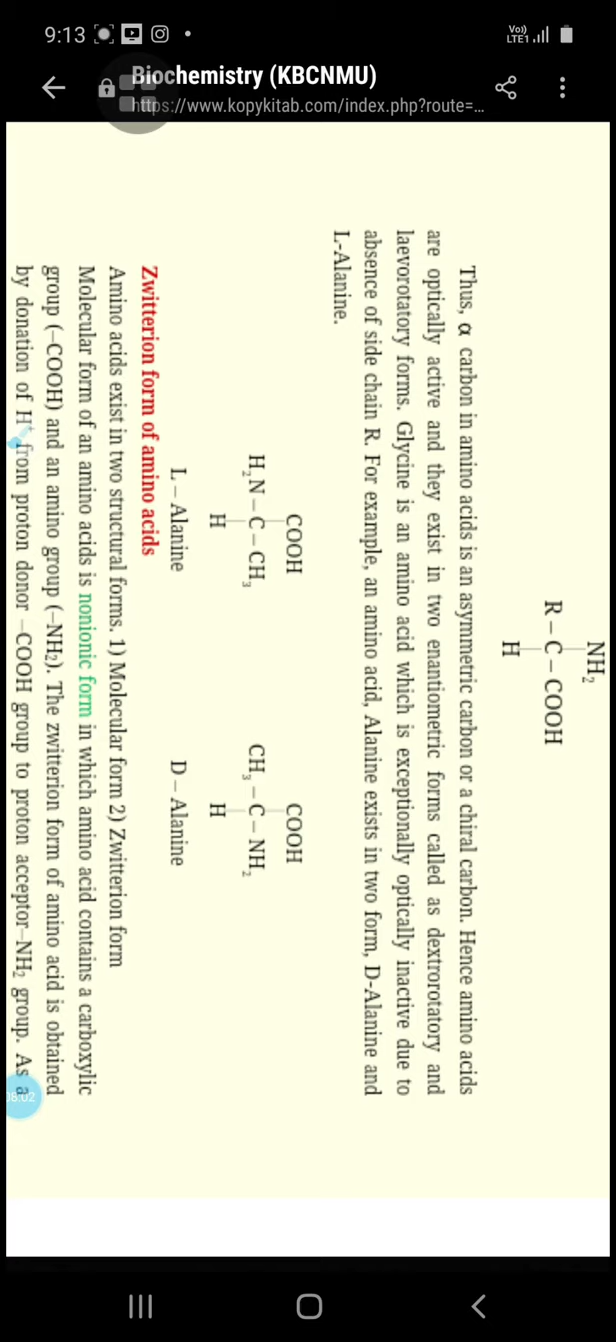 9:13
Vo)) LTE1
Biochemistry (KBCNMU)
https://www.kopykitab.com/index.php?route=...
NH₂
R – C – COOH
H
Thus, α carbon in amino acids is an asymmetric carbon or a chiral carbon. Hence amino acids
are optically active and they exist in two enantiometric forms called as dextrorotatory and
laevorotatory forms. Glycine is an amino acid which is exceptionally optically inactive due to
absence of side chain R. For example, an amino acid, Alanine exists in two form, D-Alanine and
L-Alanine.
COOH COOH
H₂N – C – CH₃ CH₃ – C – NH₂
H H
L – Alanine D – Alanine
Zwitterion form of amino acids
Amino acids exist in two structural forms. 1) Molecular form 2) Zwitterion form
Molecular form of an amino acids is nonionic form in which amino acid contains a carboxylic
group (–COOH) and an amino group (–NH₂). The zwitterion form of amino acid is obtained
by donation of H⁺ from proton donor –COOH group to proton acceptor–NH₂ group. As a
08:02